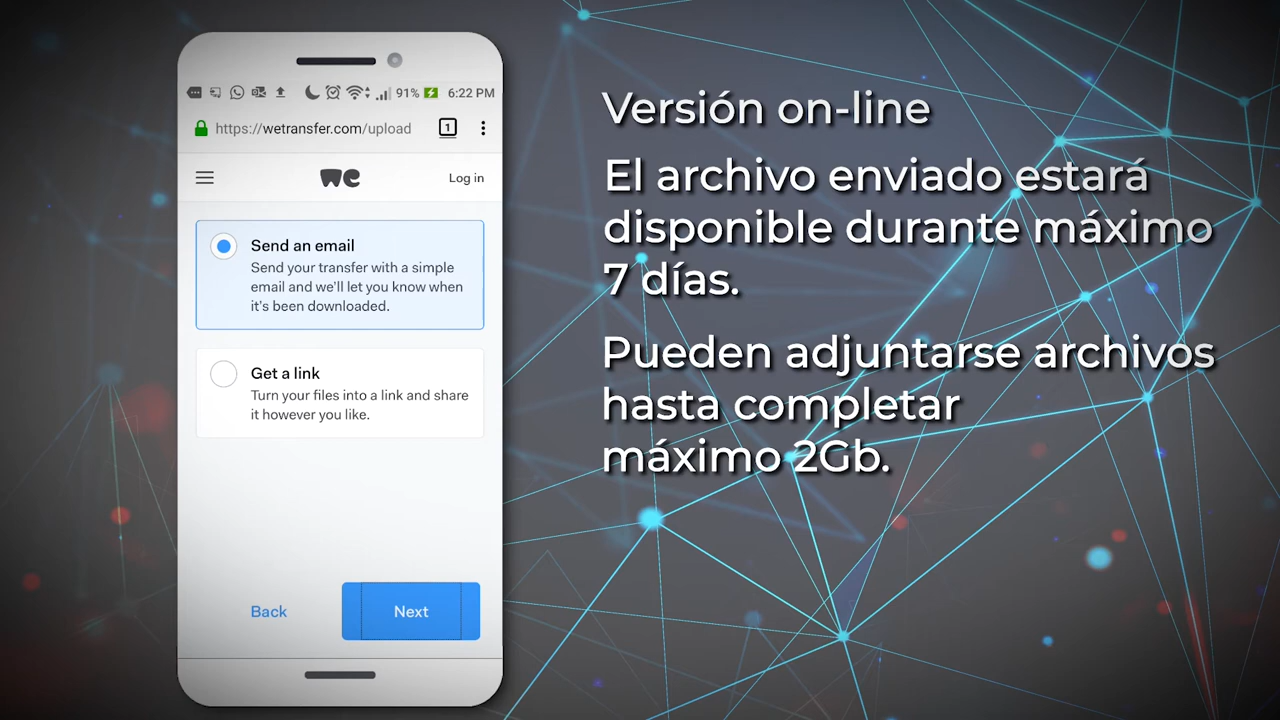 91% 6:22 PM
https://wetransfer.com/upload 1
we Log in
Send an email
Send your transfer with a simple
email and we'll let you know when
it's been downloaded.
Get a link
Turn your files into a link and share
it however you like.
Back Next
Versión on-line
El archivo enviado estará
disponible durante máximo
7 días.
Pueden adjuntarse archivos
hasta completar
máximo 2Gb.